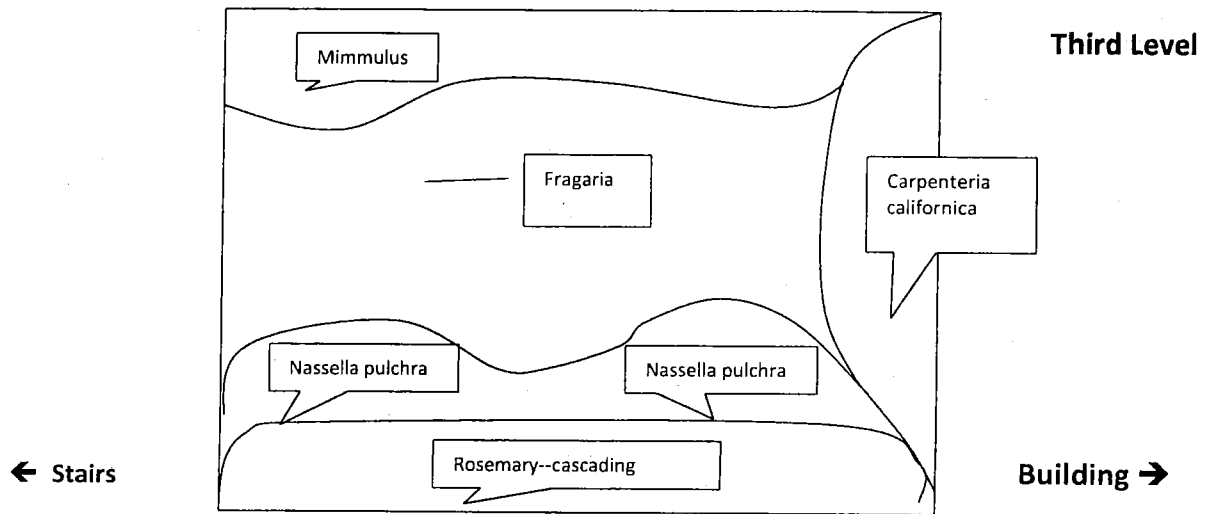 Third Level
Mimmulus
Fragaria
Carpenteria
californica
Nassella pulchra
Nassella pulchra
Rosemary--cascading
← Stairs
Building →